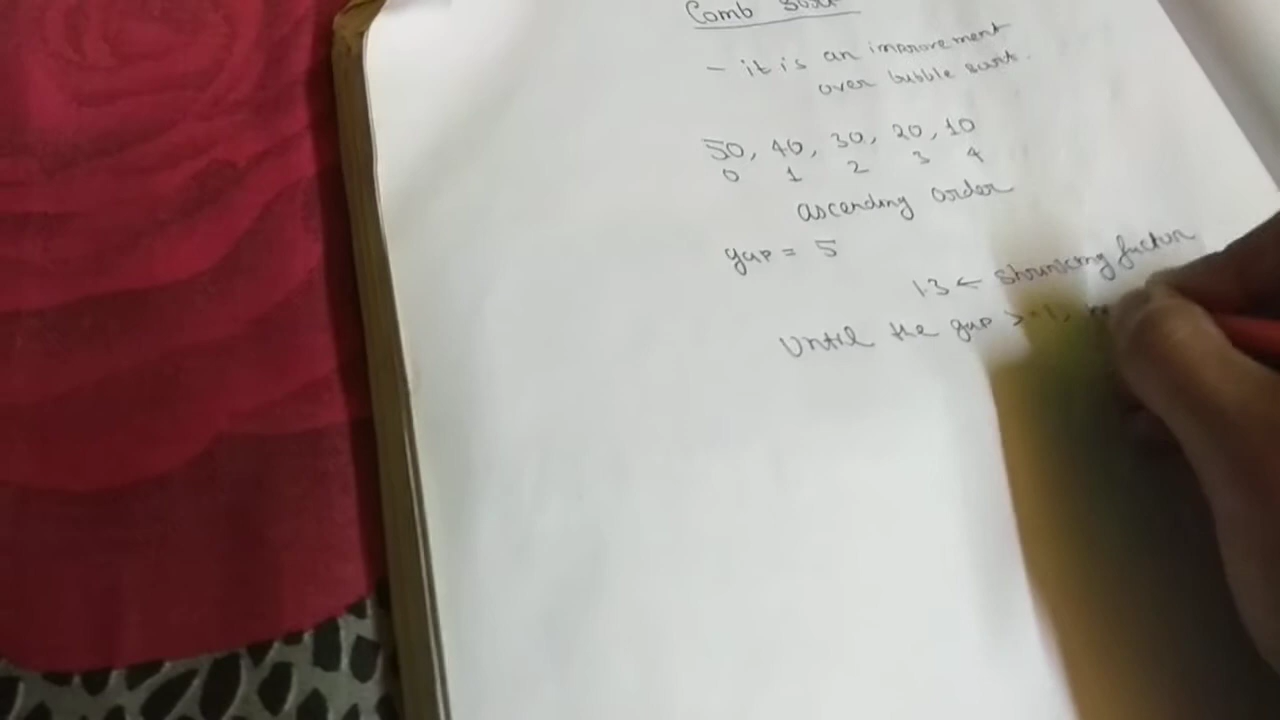 Comb Sort
- it is an improvement
over bubble sort.
50, 40, 30, 20, 10
0 1 2 3 4
ascending order
gap = 5
1.3 ← shrinking factor
Until the gap >